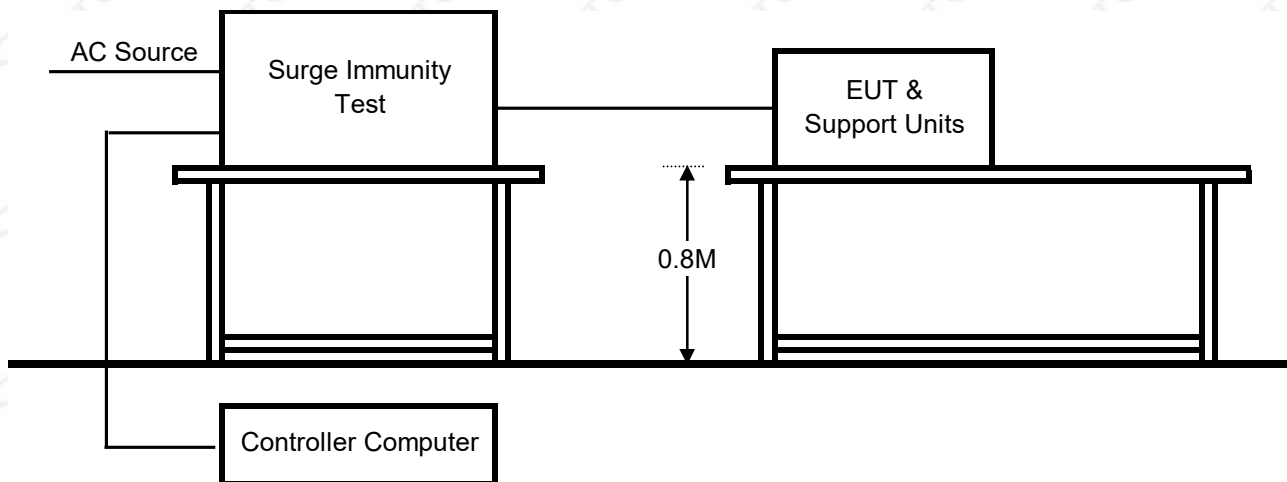 AC Source
Surge Immunity
Test
EUT &
Support Units
0.8M
Controller Computer